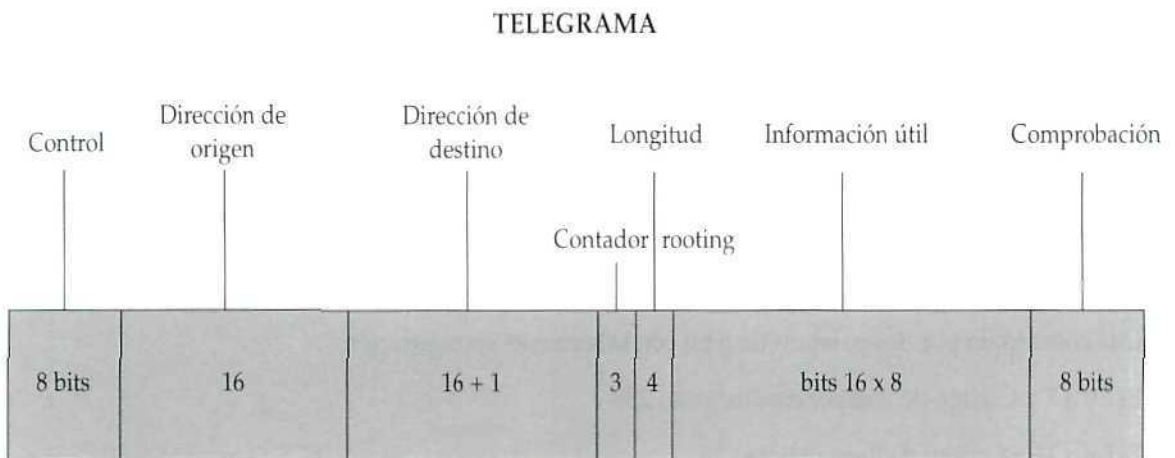 TELEGRAMA
Control
Dirección de
origen
Dirección de
destino
Longitud
Información útil
Comprobación
Contador rooting
8 bits
16
16 + 1
3
4
bits 16 x 8
8 bits